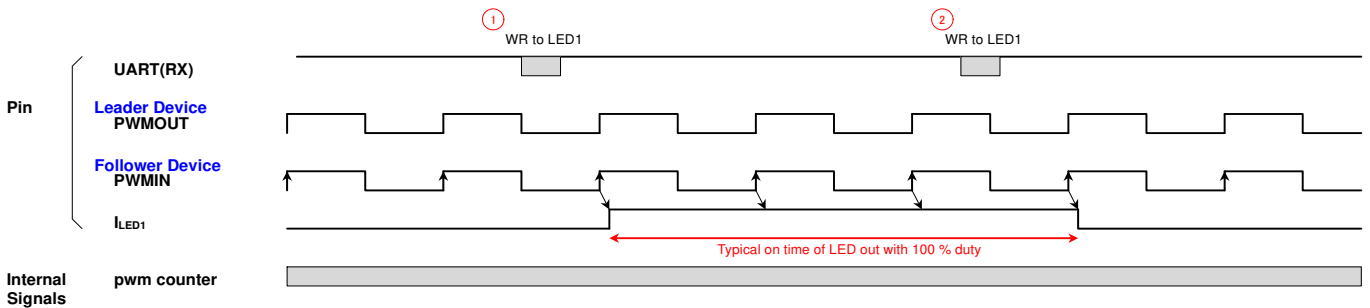 1
2
WR to LED1
WR to LED1
UART(RX)
Pin
Leader Device
PWMOUT
Follower Device
PWMIN
ILED1
Typical on time of LED out with 100 % duty
Internal
Signals
pwm counter